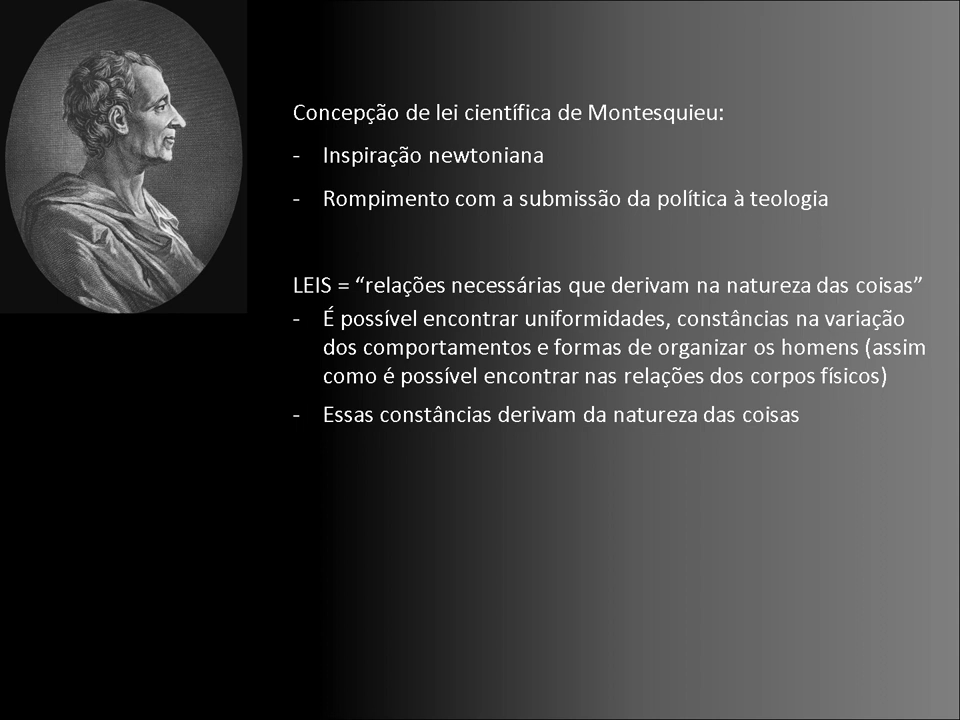 Concepção de lei científica de Montesquieu:
- Inspiração newtoniana
- Rompimento com a submissão da política à teologia
LEIS = “relações necessárias que derivam na natureza das coisas”
- É possível encontrar uniformidades, constâncias na variação
dos comportamentos e formas de organizar os homens (assim
como é possível encontrar nas relações dos corpos físicos)
- Essas constâncias derivam da natureza das coisas